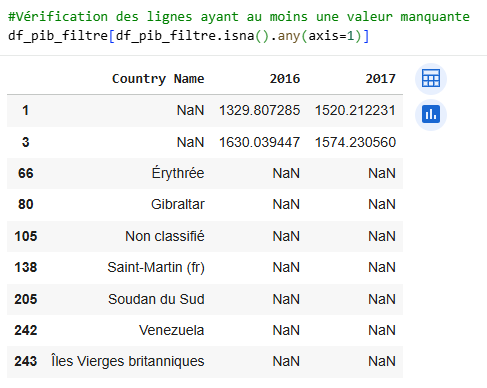 #Vérification des lignes ayant au moins une valeur manquante
df_pib_filtre[df_pib_filtre.isna().any(axis=1)]
Country Name 2016 2017
1 NaN 1329.807285 1520.212231
3 NaN 1630.039447 1574.230560
66 Érythrée NaN NaN
80 Gibraltar NaN NaN
105 Non classifié NaN NaN
138 Saint-Martin (fr) NaN NaN
205 Soudan du Sud NaN NaN
242 Venezuela NaN NaN
243 Îles Vierges britanniques NaN NaN